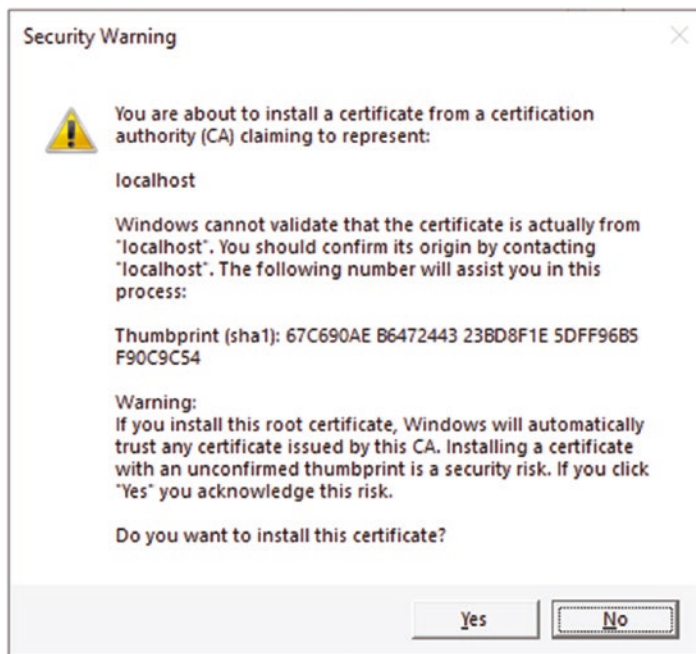 Security Warning
You are about to install a certificate from a certification
authority (CA) claiming to represent:
localhost
Windows cannot validate that the certificate is actually from
"localhost". You should confirm its origin by contacting
"localhost". The following number will assist you in this
process:
Thumbprint (sha1): 67C690AE B6472443 23BD8F1E 5DFF96B5
F90C9C54
Warning:
If you install this root certificate, Windows will automatically
trust any certificate issued by this CA. Installing a certificate
with an unconfirmed thumbprint is a security risk. If you click
"Yes" you acknowledge this risk.
Do you want to install this certificate?
Yes
No